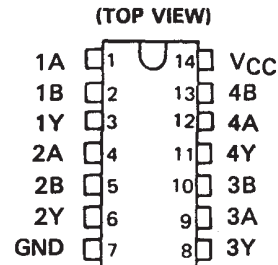 (TOP VIEW)
1A 1 14 VCC
1B 2 13 4B
1Y 3 12 4A
2A 4 11 4Y
2B 5 10 3B
2Y 6 9 3A
GND 7 8 3Y